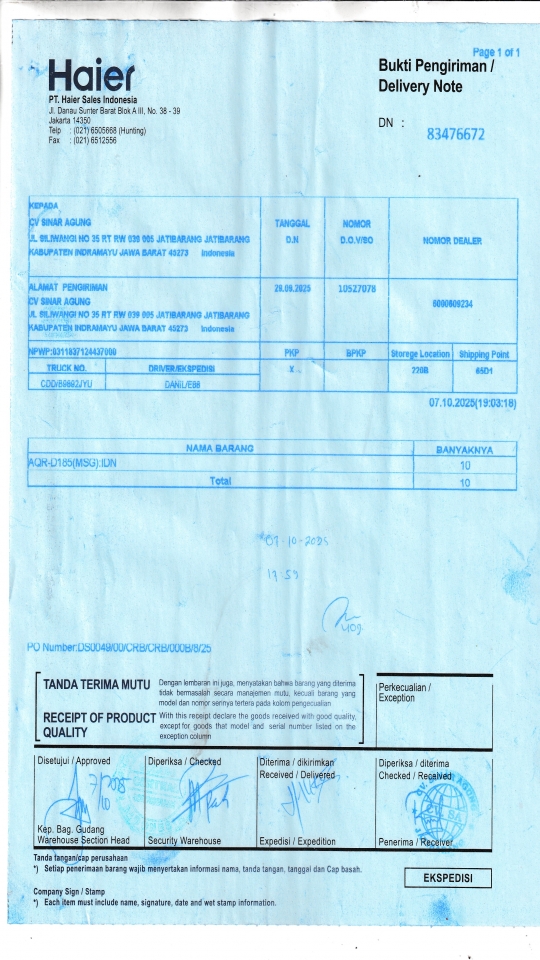 Page 1 of 1
Haier
Bukti Pengiriman /
Delivery Note
PT. Haier Sales Indonesia
Jl. Danau Sunter Barat Blok A III, No. 38 - 39
Jakarta 14350
Telp : (021) 6505668 (Hunting)
Fax : (021) 6512556
DN : 83476672
KEPADA
CV SINAR AGUNG
JL SILIWANGI NO 35 RT RW 039 005 JATIBARANG JATIBARANG
KABUPATEN INDRAMAYU JAWA BARAT 45273 Indonesia
TANGGAL
D.N
NOMOR
D.O.V/SO
NOMOR DEALER
ALAMAT PENGIRIMAN
CV SINAR AGUNG
JL SILIWANGI NO 35 RT RW 039 005 JATIBARANG JATIBARANG
KABUPATEN INDRAMAYU JAWA BARAT 45273 Indonesia
29.09.2025
10527078
NPWP:0311837124437000
PKP BPKP Storage Location Shipping Point
TRUCK NO. DRIVER/EKSPEDISI X 220B 65D1
DANIL/E88
07.10.2025(19:03:18)
NAMA BARANG BANYAKNYA
AQR-D185(MSG):IDN 10
Total 10
07-10-2025
17:59
PO Number:DS0049/00/CRB/CRB/000B/8/25
TANDA TERIMA MUTU
Dengan lembaran ini juga, menyatakan bahwa barang yang diterima
tidak bermasalah secara manajemen mutu, kecuali barang yang
model dan nomor serinya tertera pada kolom pengecualian
RECEIPT OF PRODUCT
QUALITY
With this receipt declare the goods received with good quality,
except for goods that model and serial number listed on the
exception column
Perkecualian /
Exception
Disetujui / Approved
Kep. Bag. Gudang
Warehouse Section Head
Diperiksa / Checked
Security Warehouse
Diterima / dikirimkan
Received / Delivered
Expedisi / Expedition
Diperiksa / diterima
Checked / Received
Penerima / Receiver
Tanda tangan/cap perusahaan
*) Setiap penerimaan barang wajib menyertakan informasi nama, tanda tangan, tanggal dan Cap basah.
EKSPEDISI
Company Sign / Stamp
*) Each item must include name, signature, date and wet stamp information.